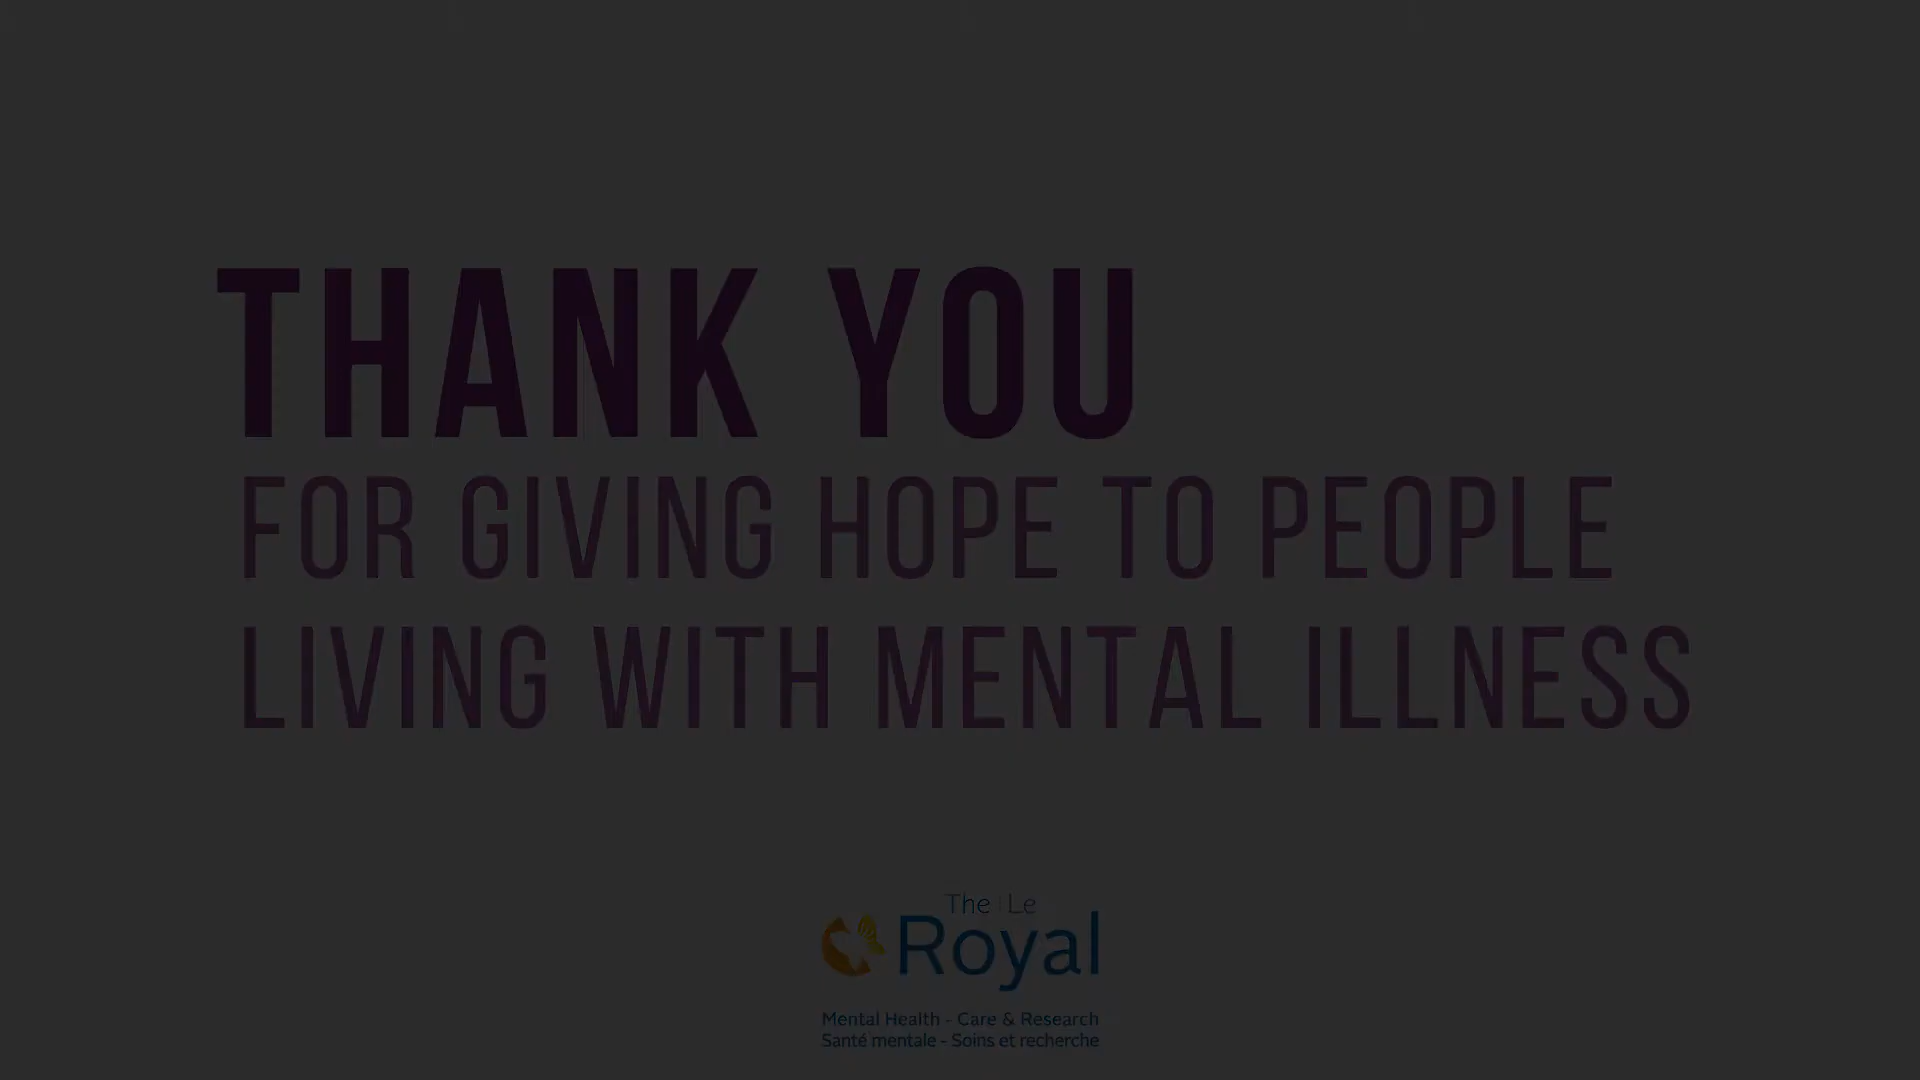 THANK YOU
FOR GIVING HOPE TO PEOPLE
LIVING WITH MENTAL ILLNESS
The | Le
Royal
Mental Health - Care & Research
Santé mentale - Soins et recherche